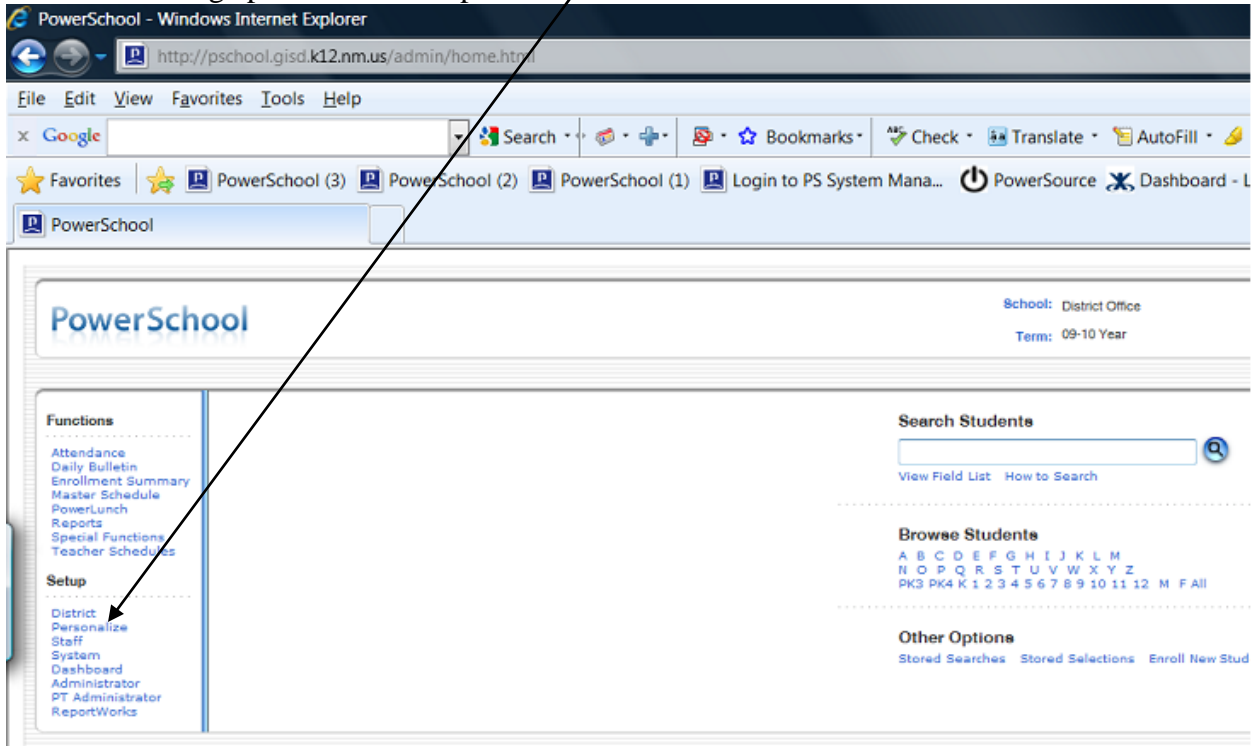 PowerSchool - Windows Internet Explorer
http://pschool.gisd.k12.nm.us/admin/home.html
File Edit View Favorites Tools Help
x Google Search Bookmarks Check Translate AutoFill
Favorites PowerSchool (3) PowerSchool (2) PowerSchool (1) Login to PS System Mana... PowerSource Dashboard - L
PowerSchool
PowerSchool
School: District Office
Term: 09-10 Year
Functions
Attendance
Daily Bulletin
Enrollment Summary
Master Schedule
PowerLunch
Reports
Special Functions
Teacher Schedules
Setup
District
Personalize
Staff
System
Dashboard
Administrator
PT Administrator
ReportWorks
Search Students
View Field List How to Search
Browse Students
A B C D E F G H I J K L M
N O P Q R S T U V W X Y Z
PK3 PK4 K 1 2 3 4 5 6 7 8 9 10 11 12 M F All
Other Options
Stored Searches Stored Selections Enroll New Stud